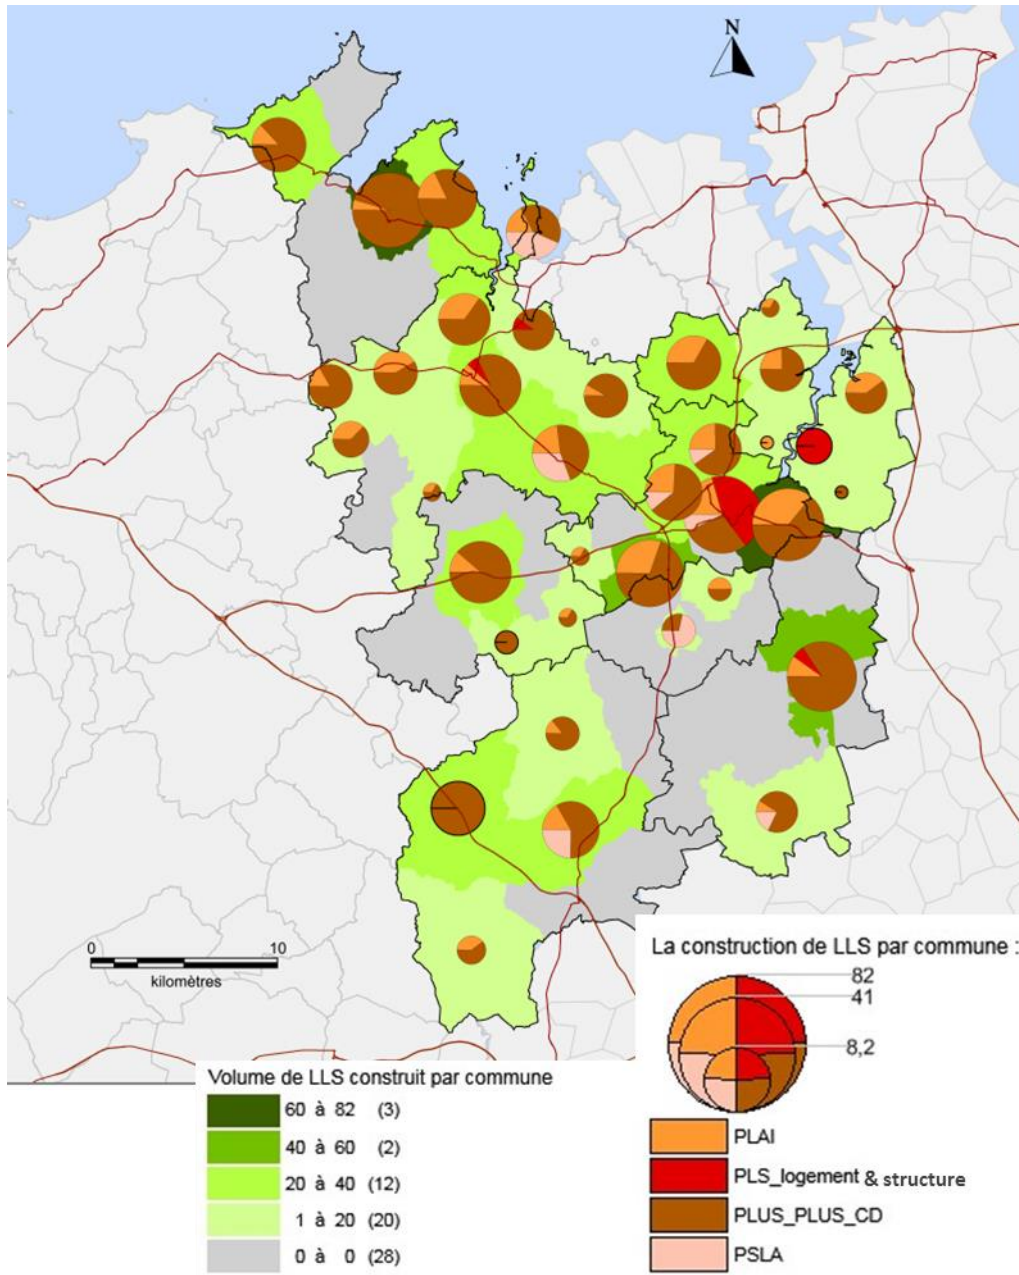 N
0 10
kilomètres
La construction de LLS par commune :
82
41
8,2
PLAI
PLS_logement & structure
PLUS_PLUS_CD
PSLA
Volume de LLS construit par commune
60 à 82 (3)
40 à 60 (2)
20 à 40 (12)
1 à 20 (20)
0 à 0 (28)